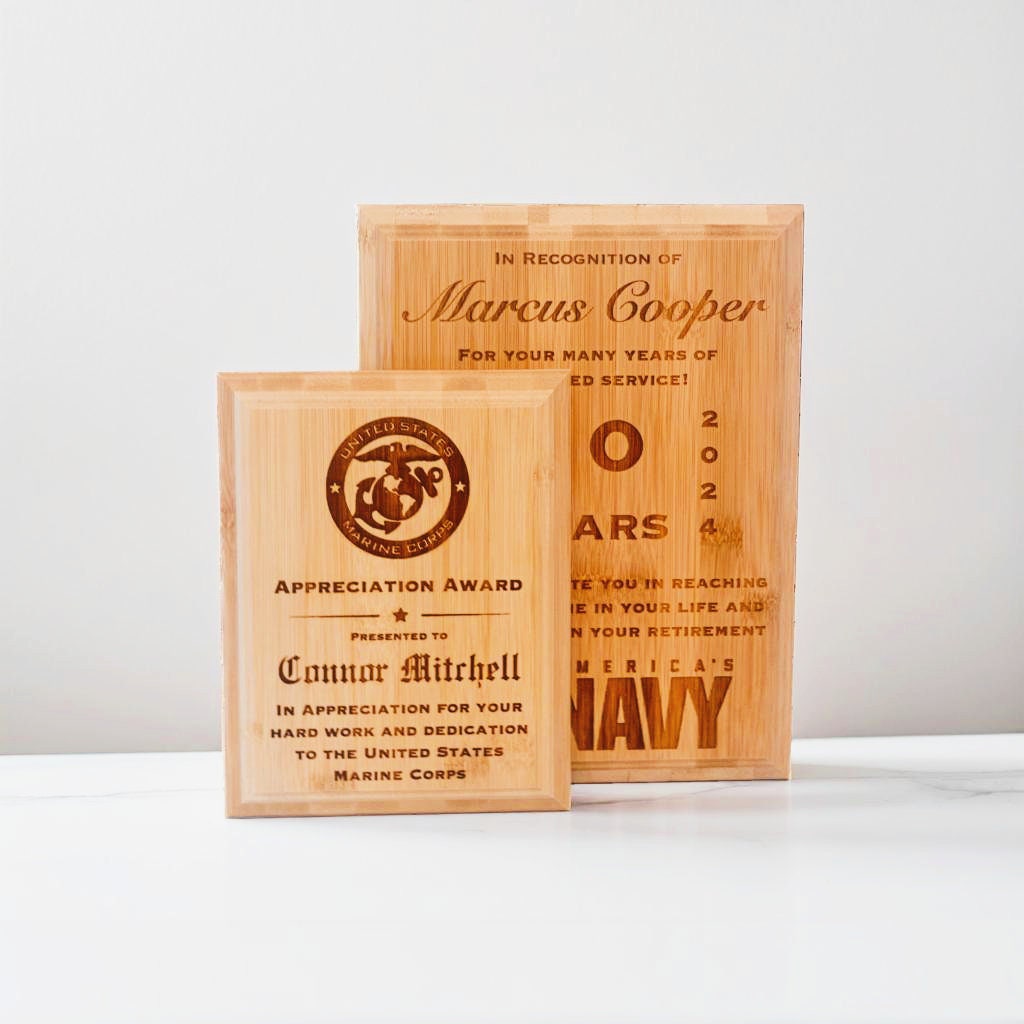 In Recognition of
Marcus Cooper
For your many years of
ED SERVICE!
O
2
0
2
4
ARS
TE YOU IN REACHING
E IN YOUR LIFE AND
N YOUR RETIREMENT
MERICA'S
NAVY
UNITED STATES
MARINE CORPS
Appreciation Award
Presented to
Connor Mitchell
In Appreciation for your
hard work and dedication
to the United States
Marine Corps